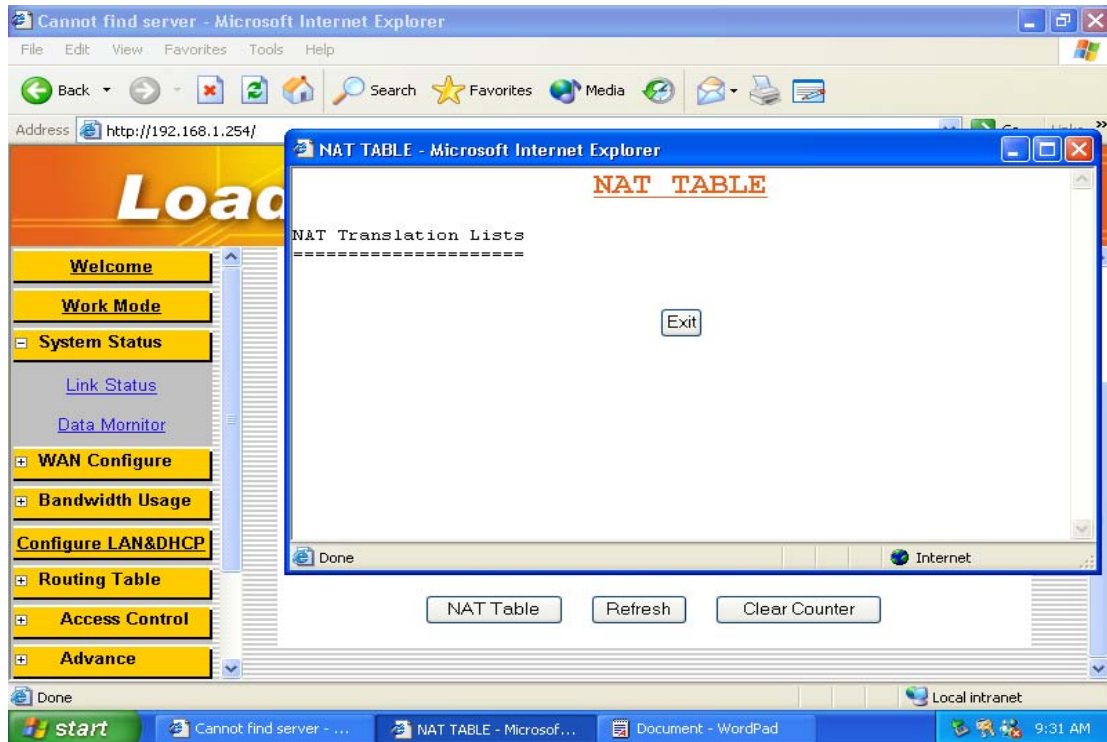 Cannot find server - Microsoft Internet Explorer
File Edit View Favorites Tools Help
Back Search Favorites Media
Address http://192.168.1.254/
NAT TABLE - Microsoft Internet Explorer
NAT TABLE
NAT Translation Lists
=====================
Exit
Done Internet
Load
Welcome
Work Mode
System Status
Link Status
Data Mornitor
WAN Configure
Bandwidth Usage
Configure LAN&DHCP
Routing Table
Access Control
Advance
NAT Table Refresh Clear Counter
Done Local intranet
start Cannot find server - ... NAT TABLE - Microsof... Document - WordPad 9:31 AM